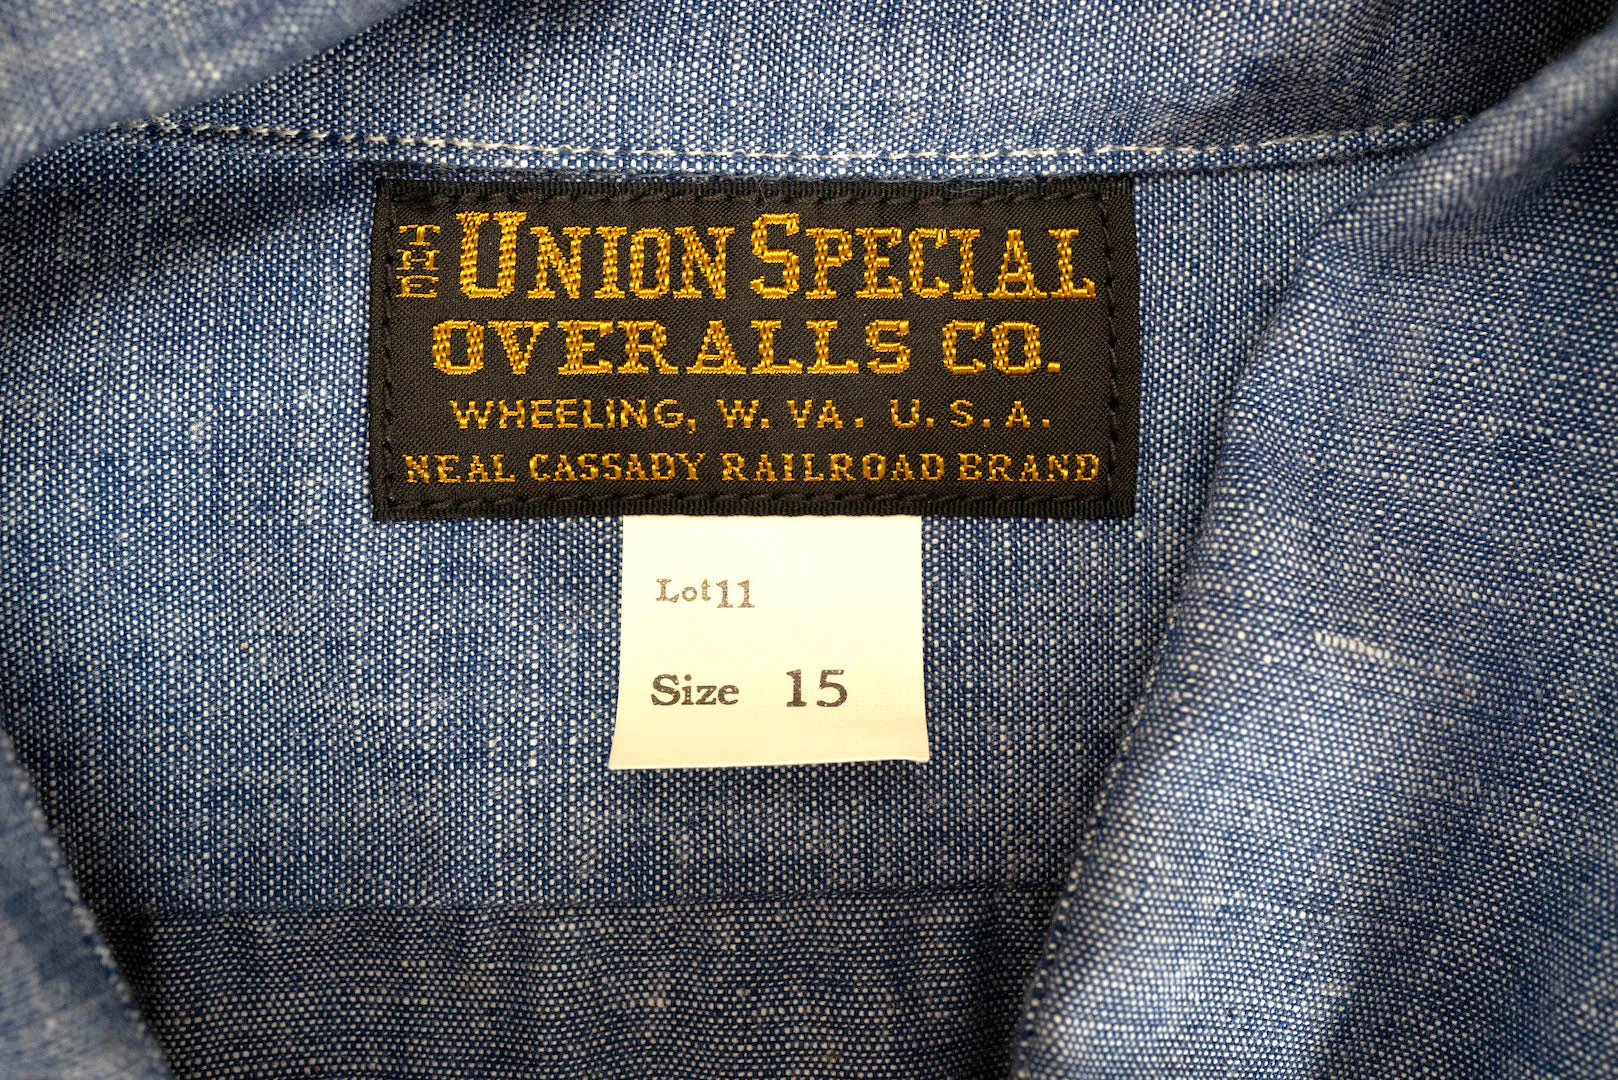 THE UNION SPECIAL
OVERALLS CO.
WHEELING, W. VA. U.S.A.
NEAL CASSADY RAILROAD BRAND
Lot11
Size 15